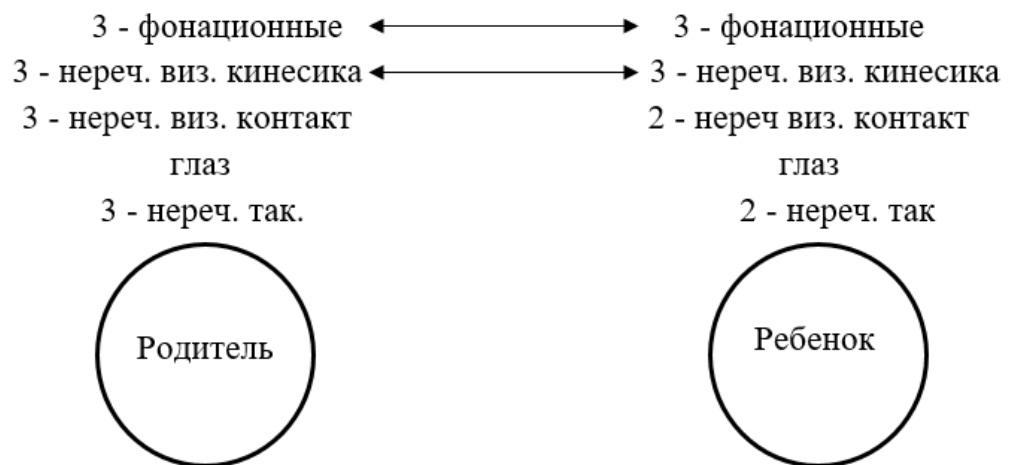 3 - фонационные
3 - нереч. виз. кинесика
3 - нереч. виз. контакт
глаз
3 - нереч. так.
Родитель
3 - фонационные
3 - нереч. виз. кинесика
2 - нереч виз. контакт
глаз
2 - нереч. так
Ребенок